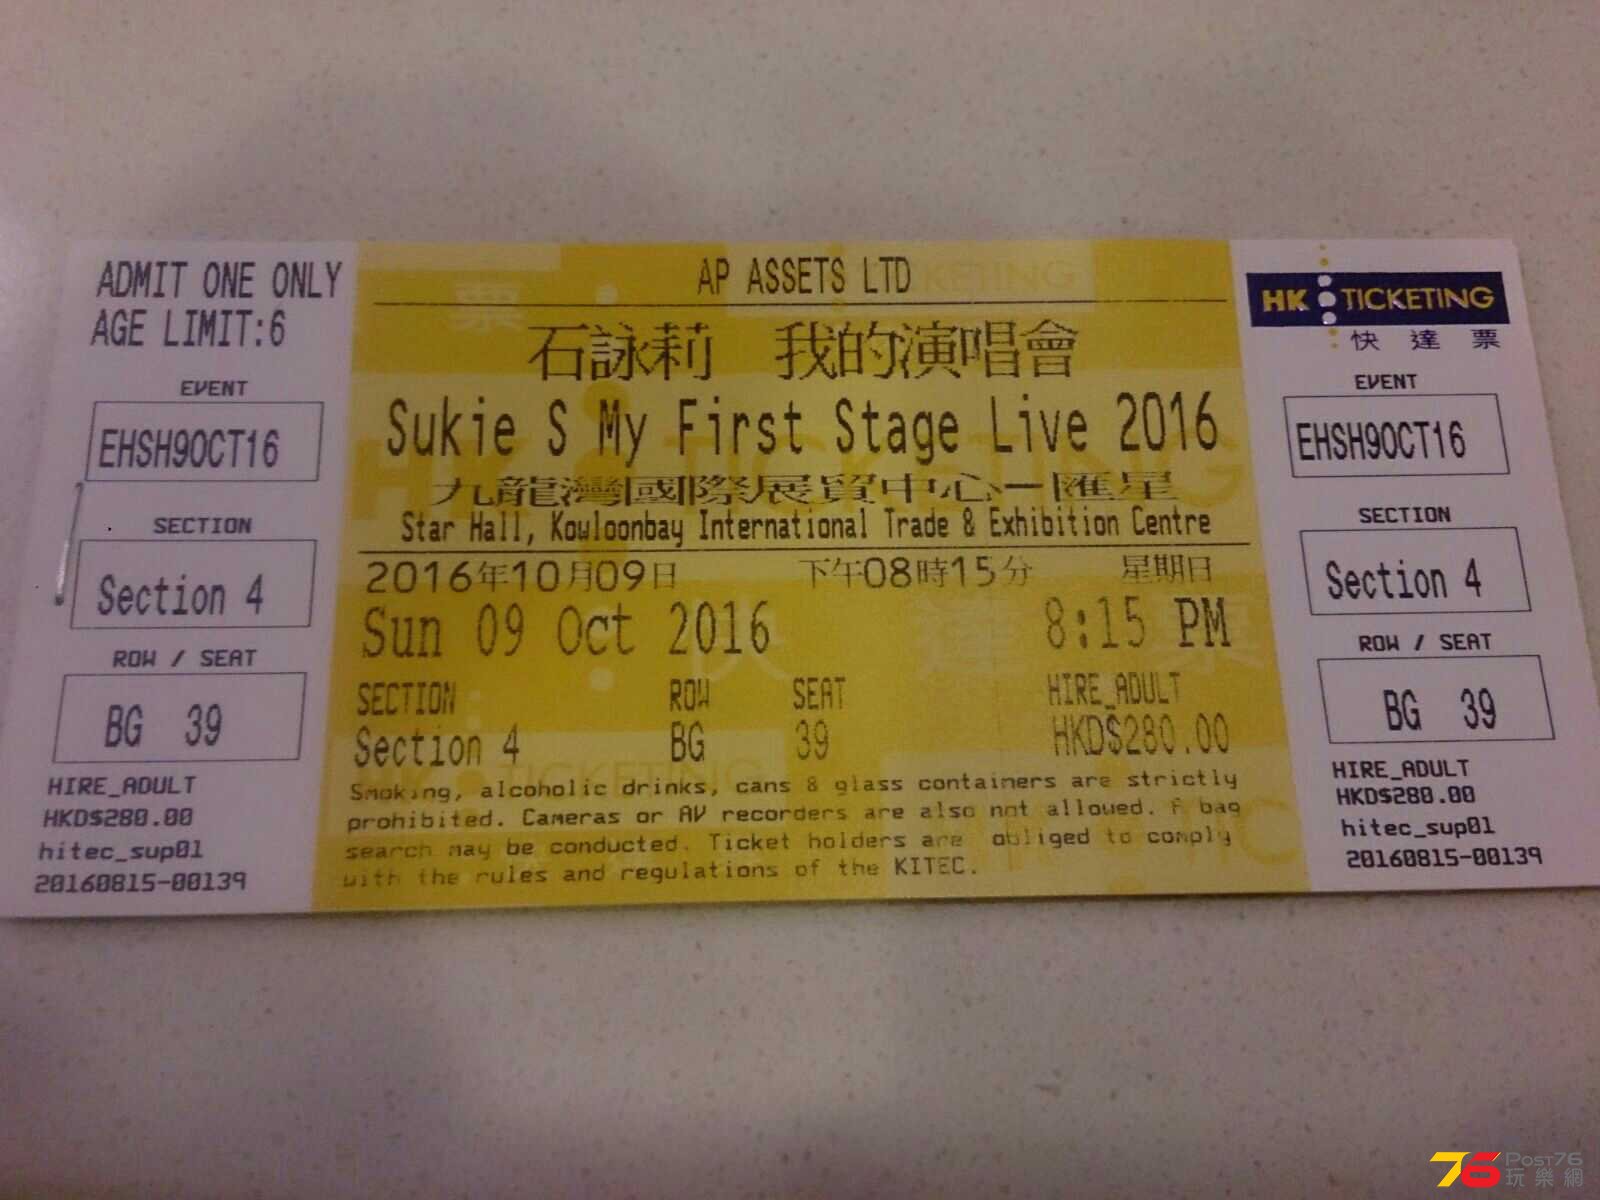 ADMIT ONE ONLY
AGE LIMIT:6
EVENT
EHSH9OCT16
SECTION
Section 4
ROW / SEAT
BG 39
HIRE_ADULT
HKD$280.00
hitec_sup01
20160815-00139
AP ASSETS LTD
石詠莉 我的演唱會
Sukie S My First Stage Live 2016
九龍灣國際展貿中心－匯星
Star Hall, Kowloonbay International Trade & Exhibition Centre
2016年10月09日 下午08時15分 星期日
Sun 09 Oct 2016 8:15 PM
SECTION ROW SEAT HIRE_ADULT
Section 4 BG 39 HKD$280.00
Smoking, alcoholic drinks, cans & glass containers are strictly
prohibited. Cameras or AV recorders are also not allowed. A bag
search may be conducted. Ticket holders are obliged to comply
with the rules and regulations of the KITEC.
HK TICKETING
快達票
EVENT
EHSH9OCT16
SECTION
Section 4
ROW / SEAT
BG 39
HIRE_ADULT
HKD$280.00
hitec_sup01
20160815-00139
76 POST76
玩樂網